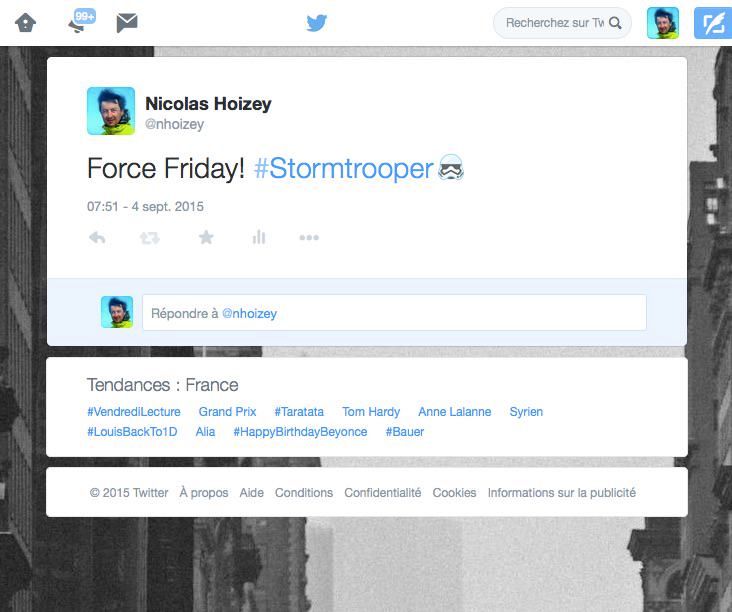 99+
Recherchez sur Tw
Nicolas Hoizey
@nhoizey
Force Friday! #Stormtrooper
07:51 - 4 sept. 2015
Répondre à @nhoizey
Tendances : France
#VendrediLecture Grand Prix #Taratata Tom Hardy Anne Lalanne Syrien
#LouisBackTo1D Alia #HappyBirthdayBeyonce #Bauer
© 2015 Twitter À propos Aide Conditions Confidentialité Cookies Informations sur la publicité